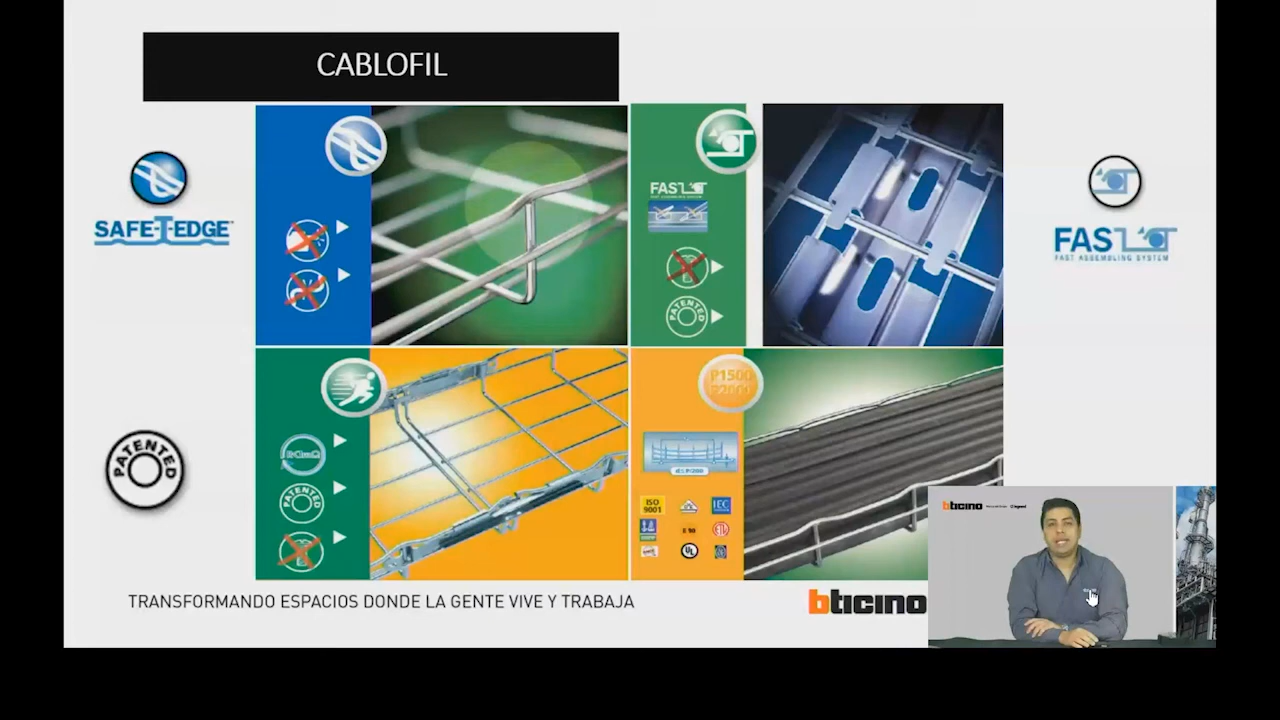 CABLOFIL
SAFE-T-EDGE
FAS
FAST ASSEMBLING SYSTEM
FAS
PATENTED
PATENTED
PATENTED
P1500
P2000
ISO
9001
IEC
UL
TRANSFORMANDO ESPACIOS DONDE LA GENTE VIVE Y TRABAJA
bticino
bticino